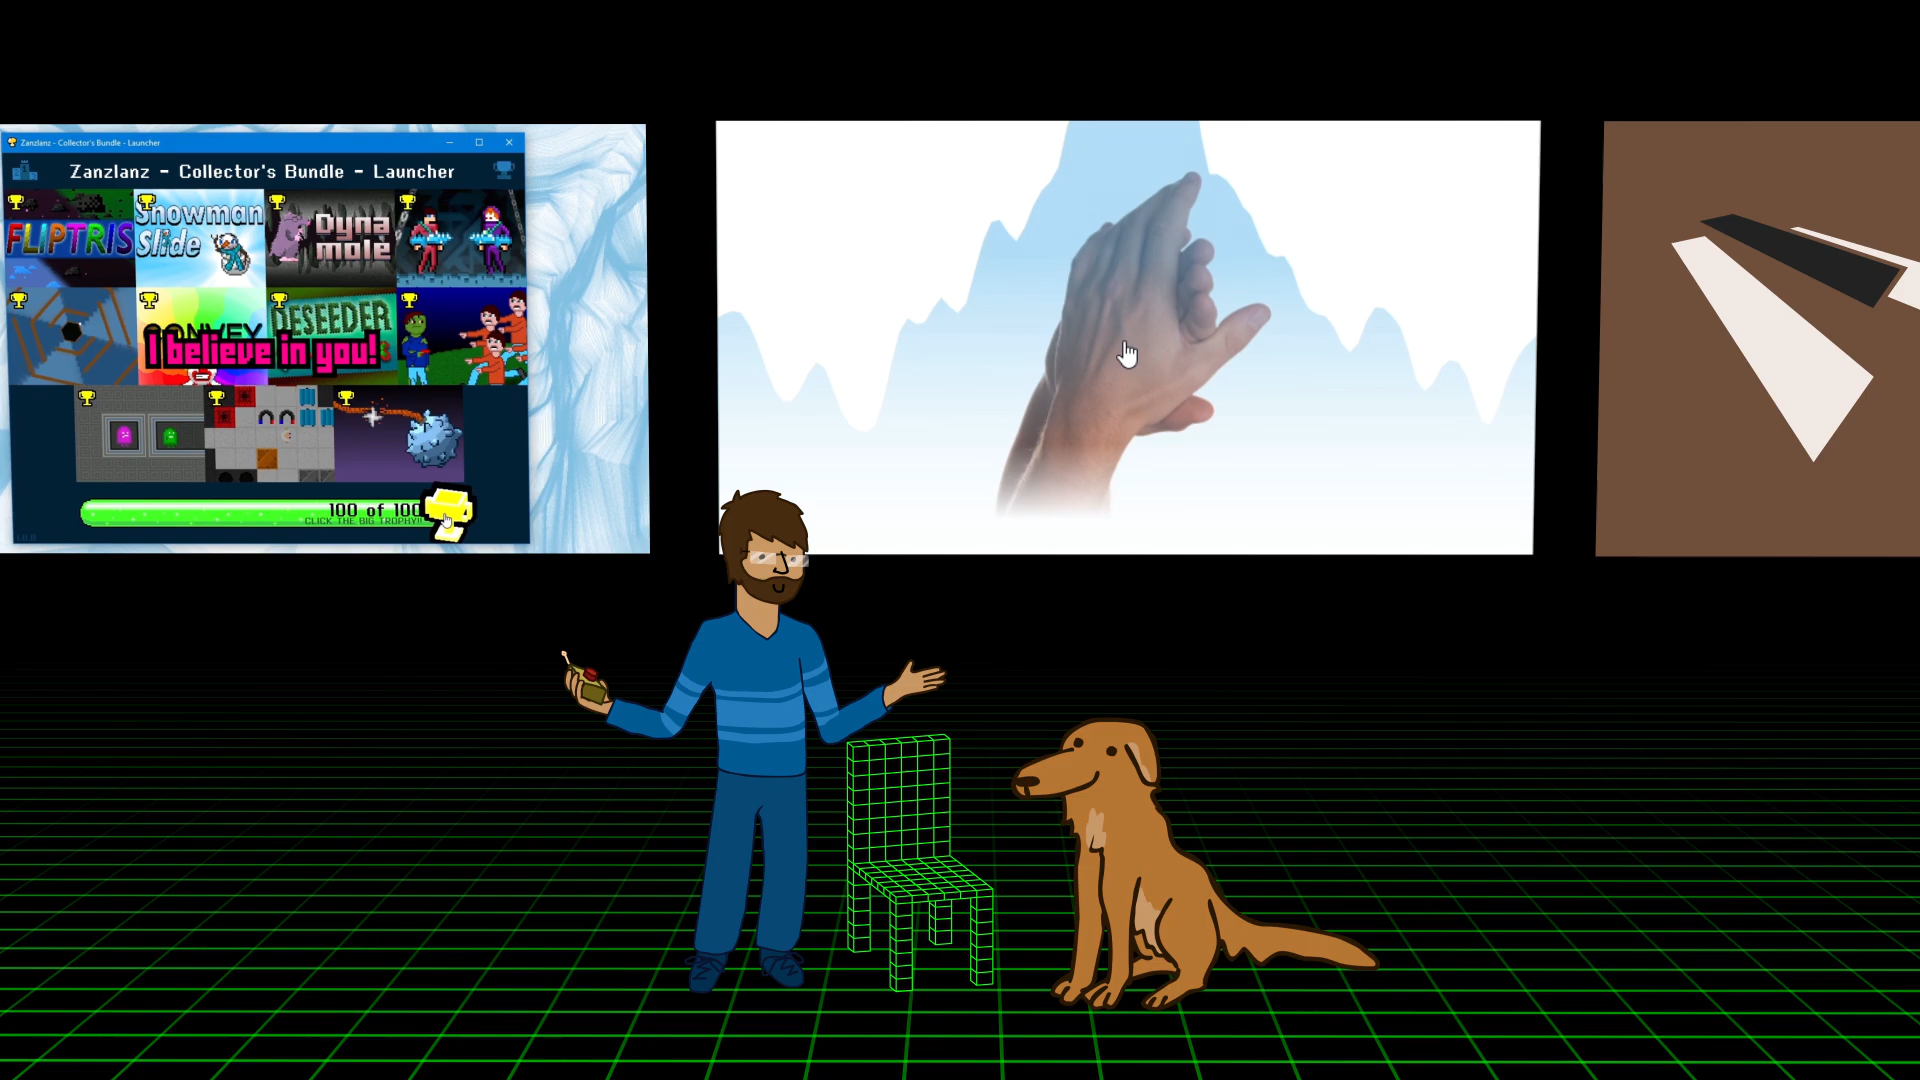 Zanzlanz - Collector's Bundle - Launcher
Zanzlanz - Collector's Bundle - Launcher
FLIPTRIS
Snowman
Slide
Dyna
mole
CONVEY
DESEEDER
I believe in you!
100 of 100
CLICK THE BIG TROPHY!!